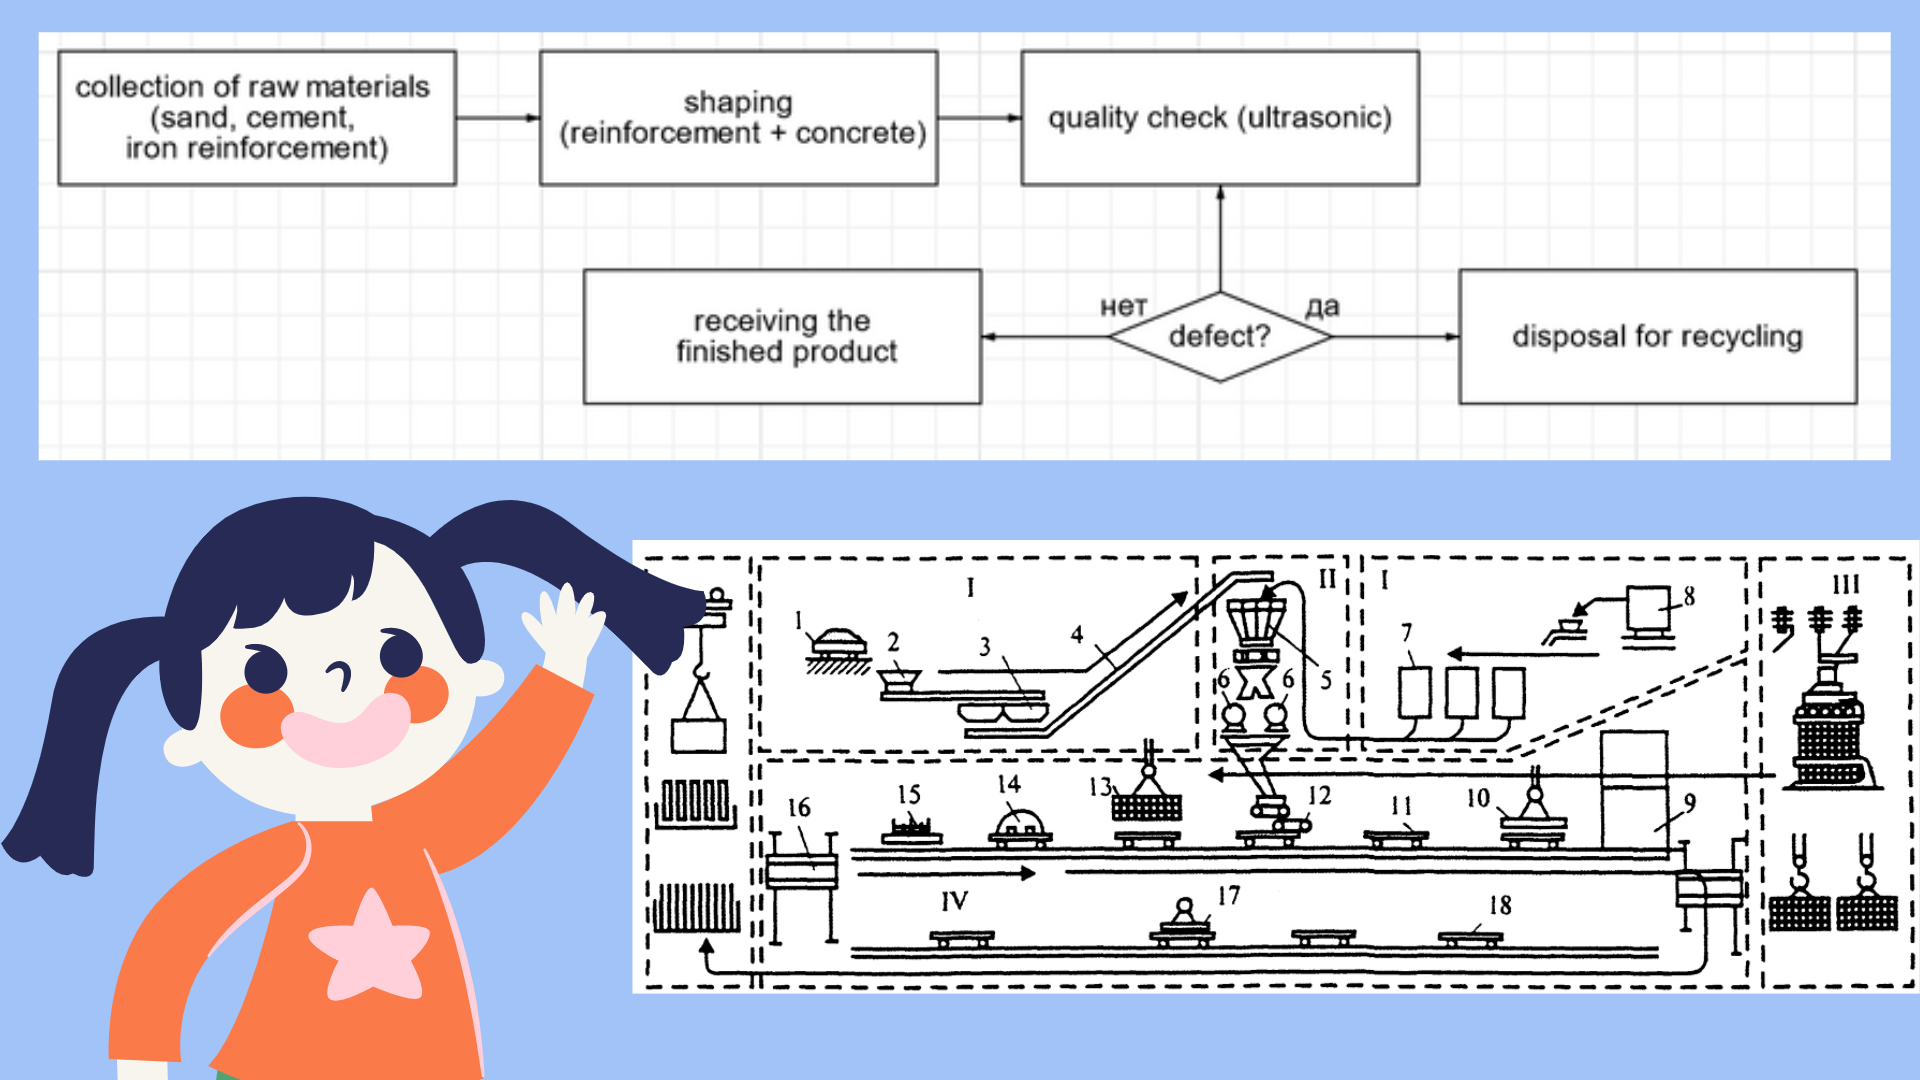 collection of raw materials
(sand, cement,
iron reinforcement)
shaping
(reinforcement + concrete)
quality check (ultrasonic)
receiving the
finished product
нет
defect?
да
disposal for recycling
I
II
I
III
1
2
3
4
5
6
6
7
8
9
10
11
12
13
14
15
16
IV
17
18